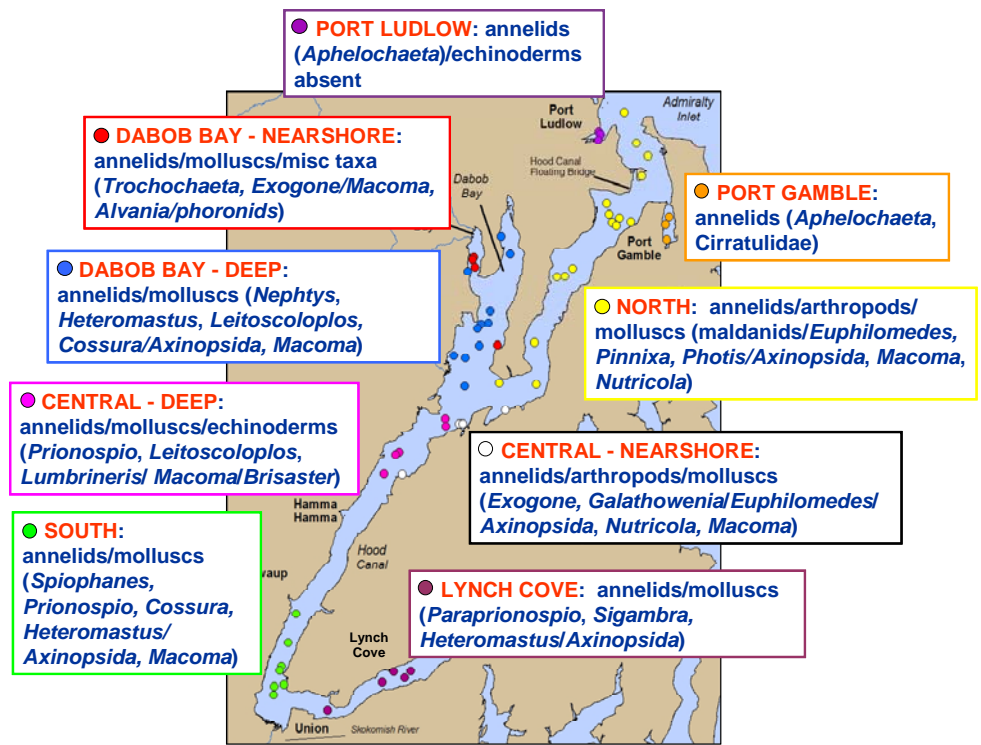 PORT LUDLOW: annelids
(Aphelochaeta)/echinoderms
absent
DABOB BAY - NEARSHORE:
annelids/molluscs/misc taxa
(Trochochaeta, Exogone/Macoma,
Alvania/phoronids)
Port
Ludlow
Admiralty
Inlet
Hood Canal
Floating Bridge
Dabob
Bay
PORT GAMBLE:
annelids (Aphelochaeta,
Cirratulidae)
Port
Gamble
DABOB BAY - DEEP:
annelids/molluscs (Nephtys,
Heteromastus, Leitoscoloplos,
Cossura/Axinopsida, Macoma)
NORTH: annelids/arthropods/
molluscs (maldanids/Euphilomedes,
Pinnixa, Photis/Axinopsida, Macoma,
Nutricola)
CENTRAL - DEEP:
annelids/molluscs/echinoderms
(Prionospio, Leitoscoloplos,
Lumbrineris/ Macoma/Brisaster)
CENTRAL - NEARSHORE:
annelids/arthropods/molluscs
(Exogone, Galathowenia/Euphilomedes/
Axinopsida, Nutricola, Macoma)
Hamma
Hamma
SOUTH:
annelids/molluscs
(Spiophanes,
Prionospio, Cossura,
Heteromastus/
Axinopsida, Macoma)
Hood
Canal
waup
LYNCH COVE: annelids/molluscs
(Paraprionospio, Sigambra,
Heteromastus/Axinopsida)
Lynch
Cove
Union
Skokomish River